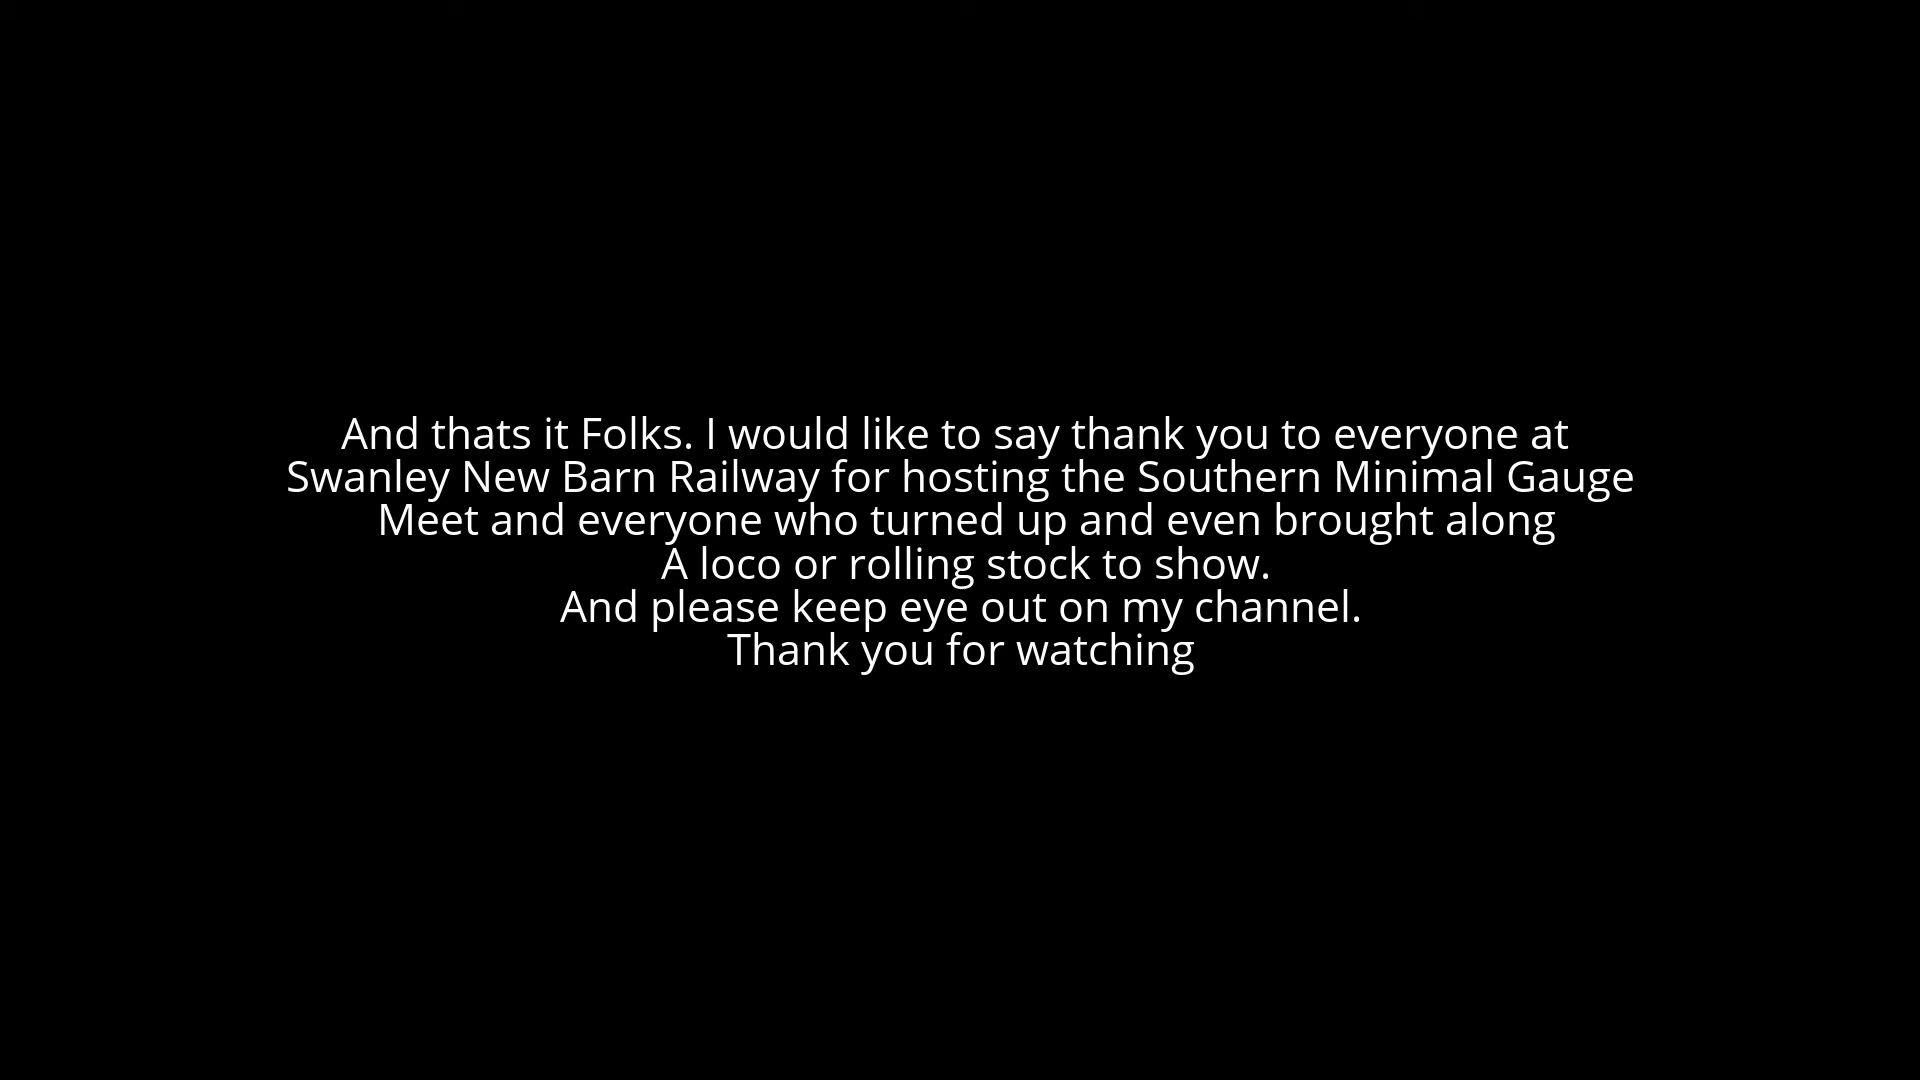 And thats it Folks. I would like to say thank you to everyone at
Swanley New Barn Railway for hosting the Southern Minimal Gauge
Meet and everyone who turned up and even brought along
A loco or rolling stock to show.
And please keep eye out on my channel.
Thank you for watching